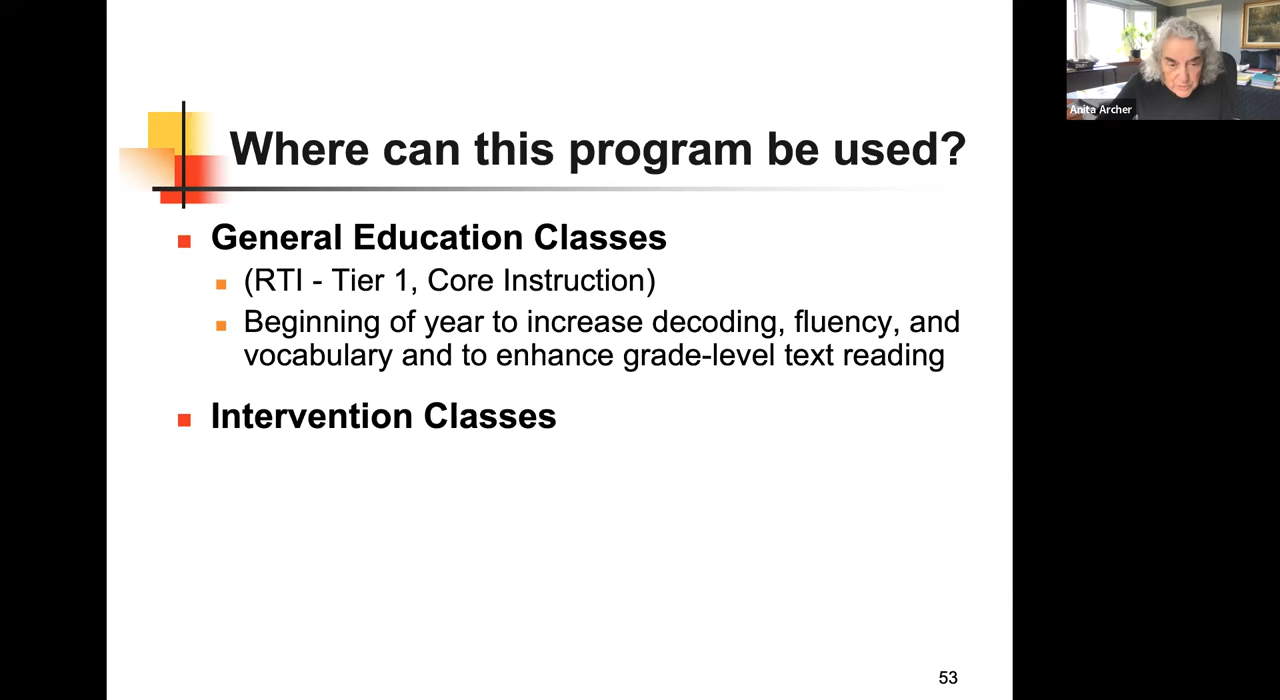 Where can this program be used?
General Education Classes
(RTI - Tier 1, Core Instruction)
Beginning of year to increase decoding, fluency, and
vocabulary and to enhance grade-level text reading
Intervention Classes
53
Anita Archer